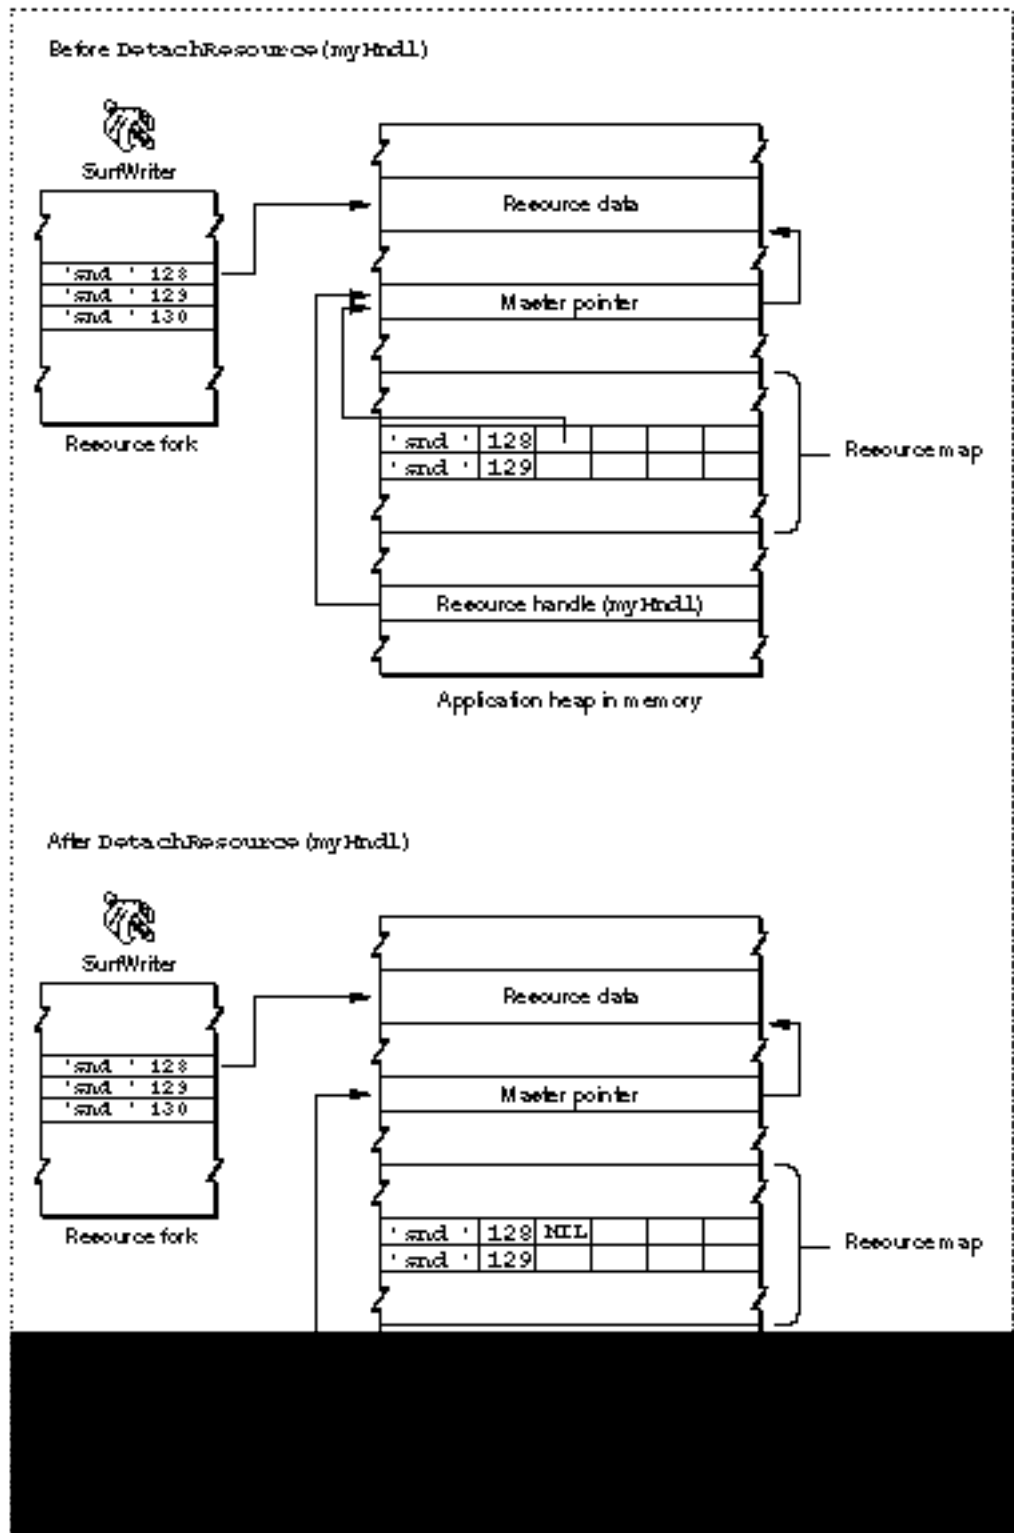 Before DetachResource (myHndl)
SurfWriter
Resource data
'snd ' 128
'snd ' 129
'snd ' 130
Master pointer
Resource fork
'snd ' 128
'snd ' 129
Resource map
Resource handle (myHndl)
Application heap in memory
After DetachResource (myHndl)
SurfWriter
Resource data
'snd ' 128
'snd ' 129
'snd ' 130
Master pointer
Resource fork
'snd ' 128 NIL
'snd ' 129
Resource map